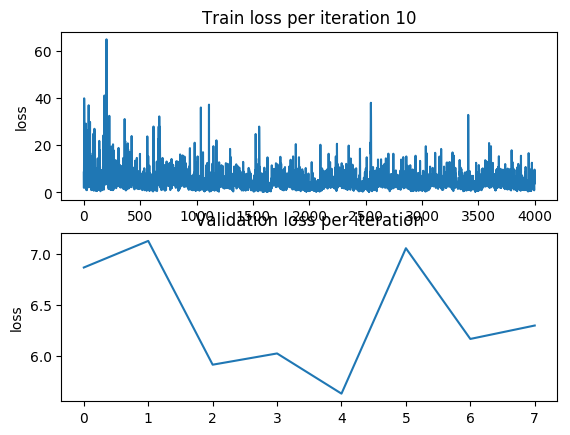 Train loss per iteration 10
60
40
20
0
loss
0 500 1000 1500 2000 2500 3000 3500 4000
Validation loss per iteration
7.0
6.5
6.0
loss
0 1 2 3 4 5 6 7